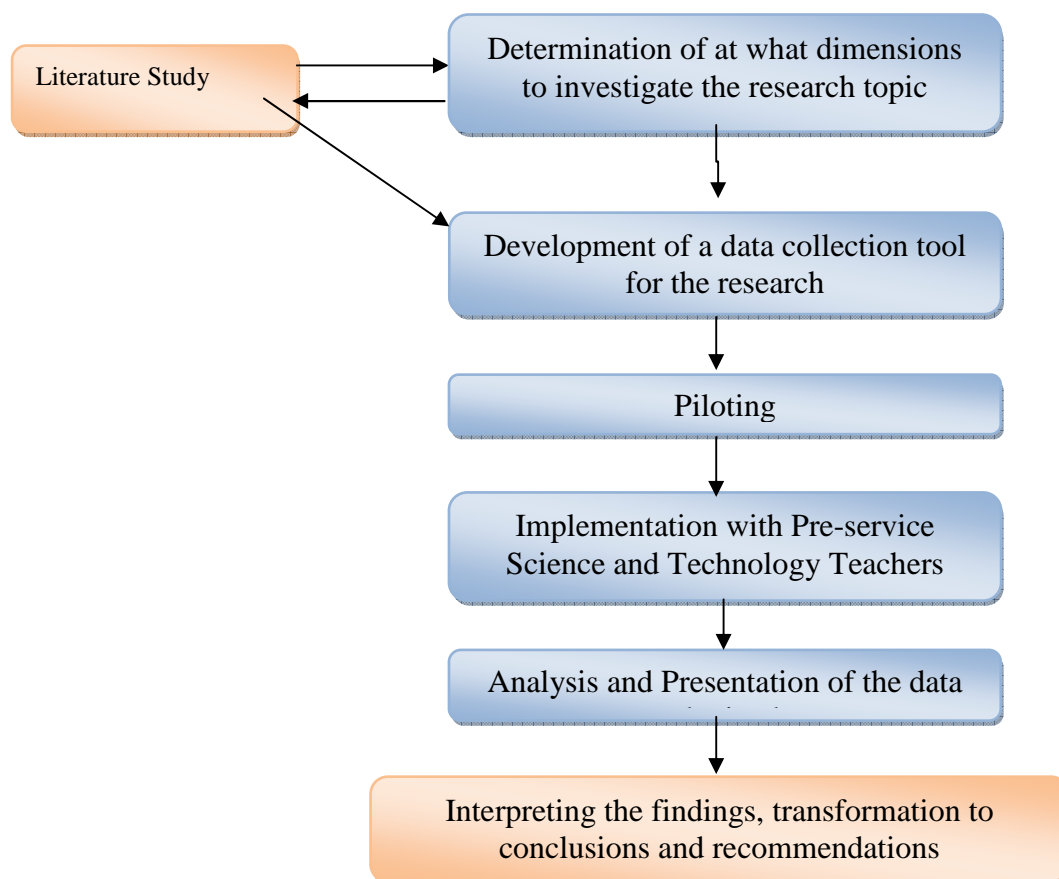 Literature Study
Determination of at what dimensions
to investigate the research topic
Development of a data collection tool
for the research
Piloting
Implementation with Pre-service
Science and Technology Teachers
Analysis and Presentation of the data
Interpreting the findings, transformation to
conclusions and recommendations